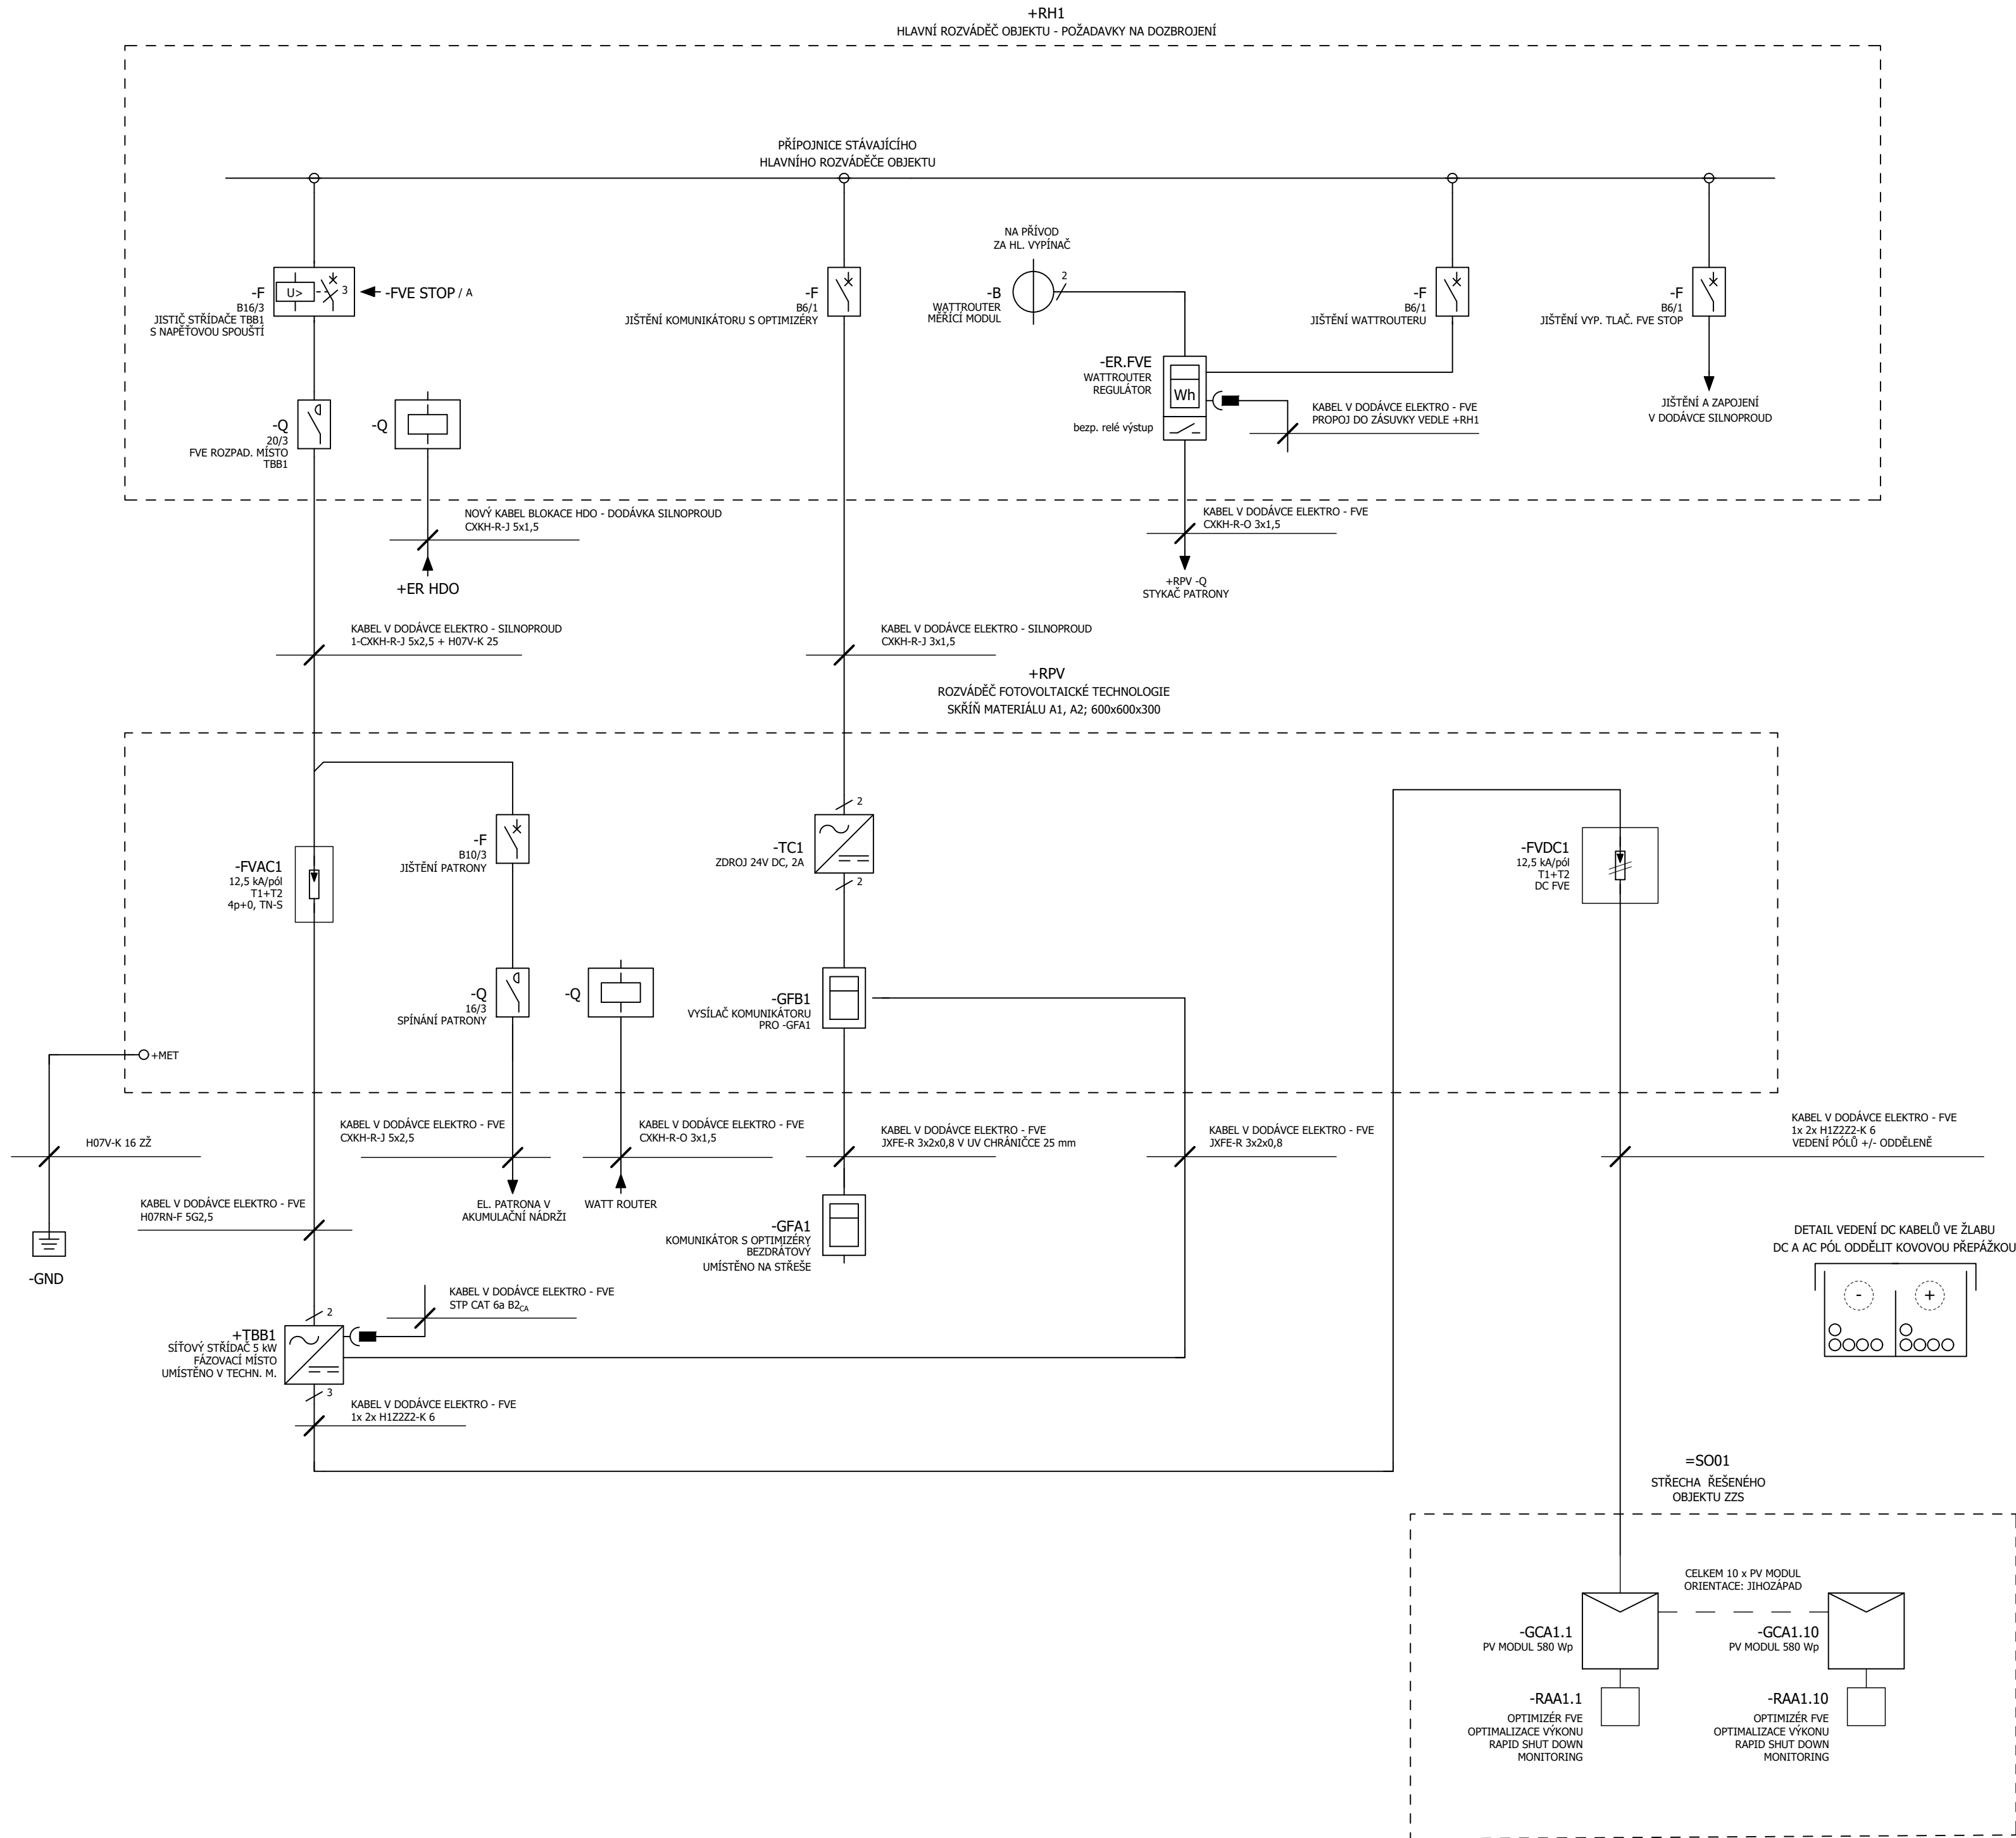 +RH1
HLAVNÍ ROZVÁDĚČ OBJEKTU - POŽADAVKY NA DOZBROJENÍ
PŘÍPOJNICE STÁVAJÍCÍHO
HLAVNÍHO ROZVÁDĚČE OBJEKTU
-F
B16/3
JISTIČ STŘÍDAČE TBB1
S NAPĚŤOVOU SPOUŠTÍ
U>
3
-FVE STOP / A
-F
B6/1
JIŠTĚNÍ KOMUNIKÁTORU S OPTIMIZÉRY
NA PŘÍVOD
ZA HL. VYPÍNAČ
-B
WATTROUTER
MĚŘÍCÍ MODUL
2
-F
B6/1
JIŠTĚNÍ WATTROUTERU
-F
B6/1
JIŠTĚNÍ VYP. TLAČ. FVE STOP
-ER.FVE
WATTROUTER
REGULÁTOR
Wh
bezp. relé výstup
KABEL V DODÁVCE ELEKTRO - FVE
PROPOJ DO ZÁSUVKY VEDLE +RH1
JIŠTĚNÍ A ZAPOJENÍ
V DODÁVCE SILNOPROUD
-Q
20/3
FVE ROZPAD. MÍSTO
TBB1
-Q
NOVÝ KABEL BLOKACE HDO - DODÁVKA SILNOPROUD
CXKH-R-J 5x1,5
+ER HDO
KABEL V DODÁVCE ELEKTRO - FVE
CXKH-R-O 3x1,5
+RPV -Q
STYKAČ PATRONY
KABEL V DODÁVCE ELEKTRO - SILNOPROUD
1-CXKH-R-J 5x2,5 + H07V-K 25
KABEL V DODÁVCE ELEKTRO - SILNOPROUD
CXKH-R-J 3x1,5
+RPV
ROZVÁDĚČ FOTOVOLTAICKÉ TECHNOLOGIE
SKŘÍŇ MATERIÁLU A1, A2; 600x600x300
-FVAC1
12,5 kA/pól
T1+T2
4p+0, TN-S
-F
B10/3
JIŠTĚNÍ PATRONY
2
-TC1
ZDROJ 24V DC, 2A
2
-FVDC1
12,5 kA/pól
T1+T2
DC FVE
-Q
16/3
SPÍNÁNÍ PATRONY
-Q
-GFB1
VYSÍLAČ KOMUNIKÁTORU
PRO -GFA1
+MET
H07V-K 16 ZŽ
KABEL V DODÁVCE ELEKTRO - FVE
CXKH-R-J 5x2,5
KABEL V DODÁVCE ELEKTRO - FVE
CXKH-R-O 3x1,5
KABEL V DODÁVCE ELEKTRO - FVE
JXFE-R 3x2x0,8 V UV CHRÁNIČCE 25 mm
KABEL V DODÁVCE ELEKTRO - FVE
JXFE-R 3x2x0,8
KABEL V DODÁVCE ELEKTRO - FVE
1x 2x H1Z2Z2-K 6
VEDENÍ PÓLŮ +/- ODDĚLENĚ
EL. PATRONA V
AKUMULAČNÍ NÁDRŽI
WATT ROUTER
KABEL V DODÁVCE ELEKTRO - FVE
H07RN-F 5G2,5
-GFA1
KOMUNIKÁTOR S OPTIMIZÉRY
BEZDRÁTOVÝ
UMÍSTĚNO NA STŘEŠE
-GND
DETAIL VEDENÍ DC KABELŮ VE ŽLABU
DC A AC PÓL ODDĚLIT KOVOVOU PŘEPÁŽKOU
- +
KABEL V DODÁVCE ELEKTRO - FVE
STP CAT 6a B2CA
2
+TBB1
SÍŤOVÝ STŘÍDAČ 5 kW
FÁZOVACÍ MÍSTO
UMÍSTĚNO V TECHN. M.
3
KABEL V DODÁVCE ELEKTRO - FVE
1x 2x H1Z2Z2-K 6
=SO01
STŘECHA ŘEŠENÉHO
OBJEKTU ZZS
CELKEM 10 x PV MODUL
ORIENTACE: JIHOZÁPAD
-GCA1.1
PV MODUL 580 Wp
-GCA1.10
PV MODUL 580 Wp
-RAA1.1
OPTIMIZÉR FVE
OPTIMALIZACE VÝKONU
RAPID SHUT DOWN
MONITORING
-RAA1.10
OPTIMIZÉR FVE
OPTIMALIZACE VÝKONU
RAPID SHUT DOWN
MONITORING